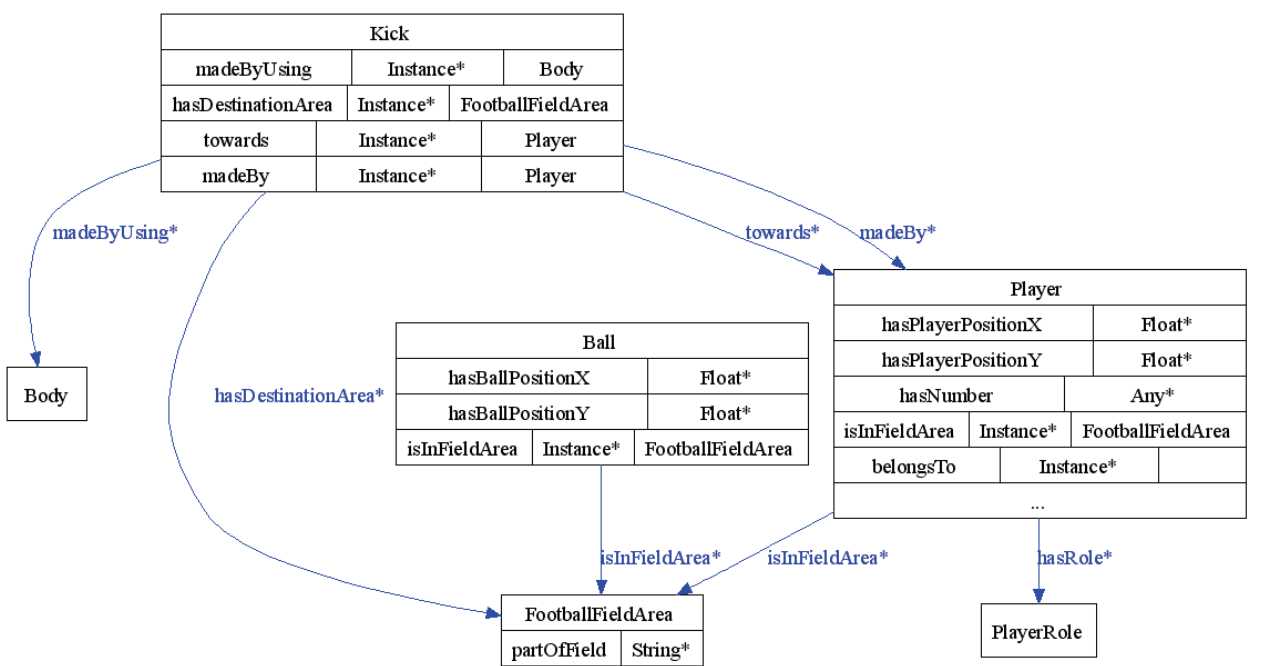 Kick
madeByUsing Instance* Body
hasDestinationArea Instance* FootballFieldArea
towards Instance* Player
madeBy Instance* Player
madeByUsing*
towards* madeBy*
Player
hasPlayerPositionX Float*
hasPlayerPositionY Float*
hasNumber Any*
isInFieldArea Instance* FootballFieldArea
belongsTo Instance*
...
Ball
hasBallPositionX Float*
hasBallPositionY Float*
isInFieldArea Instance* FootballFieldArea
Body
hasDestinationArea*
isInFieldArea* isInFieldArea* hasRole*
FootballFieldArea
partOfField String*
PlayerRole